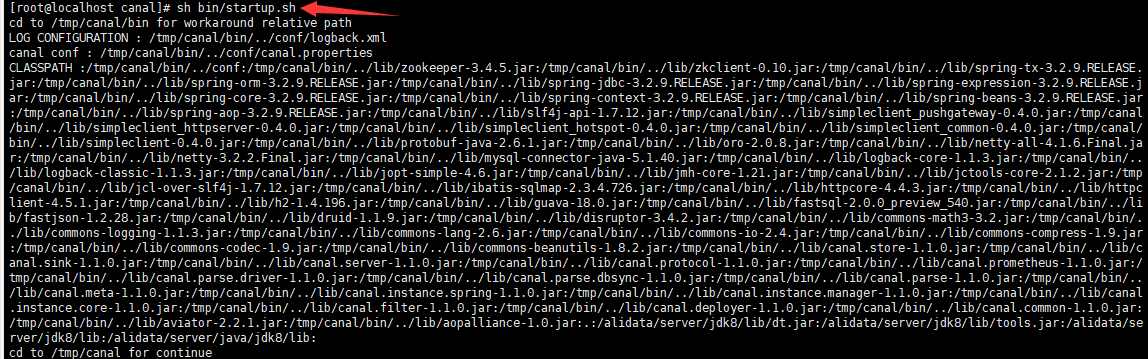 [root@localhost canal]# sh bin/startup.sh
cd to /tmp/canal/bin for workaround relative path
LOG CONFIGURATION : /tmp/canal/bin/../conf/logback.xml
canal conf : /tmp/canal/bin/../conf/canal.properties
CLASSPATH :/tmp/canal/bin/../conf:/tmp/canal/bin/../lib/zookeeper-3.4.5.jar:/tmp/canal/bin/../lib/zkclient-0.10.jar:/tmp/canal/bin/../lib/spring-tx-3.2.9.RELEASE.
jar:/tmp/canal/bin/../lib/spring-orm-3.2.9.RELEASE.jar:/tmp/canal/bin/../lib/spring-jdbc-3.2.9.RELEASE.jar:/tmp/canal/bin/../lib/spring-expression-3.2.9.RELEASE.j
ar:/tmp/canal/bin/../lib/spring-core-3.2.9.RELEASE.jar:/tmp/canal/bin/../lib/spring-context-3.2.9.RELEASE.jar:/tmp/canal/bin/../lib/spring-beans-3.2.9.RELEASE.jar
:/tmp/canal/bin/../lib/spring-aop-3.2.9.RELEASE.jar:/tmp/canal/bin/../lib/slf4j-api-1.7.12.jar:/tmp/canal/bin/../lib/simpleclient_pushgateway-0.4.0.jar:/tmp/canal
/bin/../lib/simpleclient_httpserver-0.4.0.jar:/tmp/canal/bin/../lib/simpleclient_hotspot-0.4.0.jar:/tmp/canal/bin/../lib/simpleclient_common-0.4.0.jar:/tmp/canal/
bin/../lib/simpleclient-0.4.0.jar:/tmp/canal/bin/../lib/protobuf-java-2.6.1.jar:/tmp/canal/bin/../lib/oro-2.0.8.jar:/tmp/canal/bin/../lib/netty-all-4.1.6.Final.ja
r:/tmp/canal/bin/../lib/netty-3.2.2.Final.jar:/tmp/canal/bin/../lib/mysql-connector-java-5.1.40.jar:/tmp/canal/bin/../lib/logback-core-1.1.3.jar:/tmp/canal/bin/..
/lib/logback-classic-1.1.3.jar:/tmp/canal/bin/../lib/jopt-simple-4.6.jar:/tmp/canal/bin/../lib/jmh-core-1.21.jar:/tmp/canal/bin/../lib/jctools-core-2.1.2.jar:/tmp
/canal/bin/../lib/jcl-over-slf4j-1.7.12.jar:/tmp/canal/bin/../lib/ibatis-sqlmap-2.3.4.726.jar:/tmp/canal/bin/../lib/httpcore-4.4.3.jar:/tmp/canal/bin/../lib/httpc
lient-4.5.1.jar:/tmp/canal/bin/../lib/h2-1.4.196.jar:/tmp/canal/bin/../lib/guava-18.0.jar:/tmp/canal/bin/../lib/fastsql-2.0.0_preview_540.jar:/tmp/canal/bin/../li
b/fastjson-1.2.28.jar:/tmp/canal/bin/../lib/druid-1.1.9.jar:/tmp/canal/bin/../lib/disruptor-3.4.2.jar:/tmp/canal/bin/../lib/commons-math3-3.2.jar:/tmp/canal/bin/.
./lib/commons-logging-1.1.3.jar:/tmp/canal/bin/../lib/commons-lang-2.6.jar:/tmp/canal/bin/../lib/commons-io-2.4.jar:/tmp/canal/bin/../lib/commons-compress-1.9.jar
:/tmp/canal/bin/../lib/commons-codec-1.9.jar:/tmp/canal/bin/../lib/commons-beanutils-1.8.2.jar:/tmp/canal/bin/../lib/canal.store-1.1.0.jar:/tmp/canal/bin/../lib/c
anal.sink-1.1.0.jar:/tmp/canal/bin/../lib/canal.server-1.1.0.jar:/tmp/canal/bin/../lib/canal.protocol-1.1.0.jar:/tmp/canal/bin/../lib/canal.prometheus-1.1.0.jar:/
tmp/canal/bin/../lib/canal.parse.driver-1.1.0.jar:/tmp/canal/bin/../lib/canal.parse.dbsync-1.1.0.jar:/tmp/canal/bin/../lib/canal.parse-1.1.0.jar:/tmp/canal/bin/..
/lib/canal.meta-1.1.0.jar:/tmp/canal/bin/../lib/canal.instance.spring-1.1.0.jar:/tmp/canal/bin/../lib/canal.instance.manager-1.1.0.jar:/tmp/canal/bin/../lib/canal
.instance.core-1.1.0.jar:/tmp/canal/bin/../lib/canal.filter-1.1.0.jar:/tmp/canal/bin/../lib/canal.deployer-1.1.0.jar:/tmp/canal/bin/../lib/canal.common-1.1.0.jar:
/tmp/canal/bin/../lib/aviator-2.2.1.jar:/tmp/canal/bin/../lib/aopalliance-1.0.jar:.:/alidata/server/jdk8/lib/dt.jar:/alidata/server/jdk8/lib/tools.jar:/alidata/se
rver/jdk8/lib:/alidata/server/java/jdk8/lib:
cd to /tmp/canal for continue